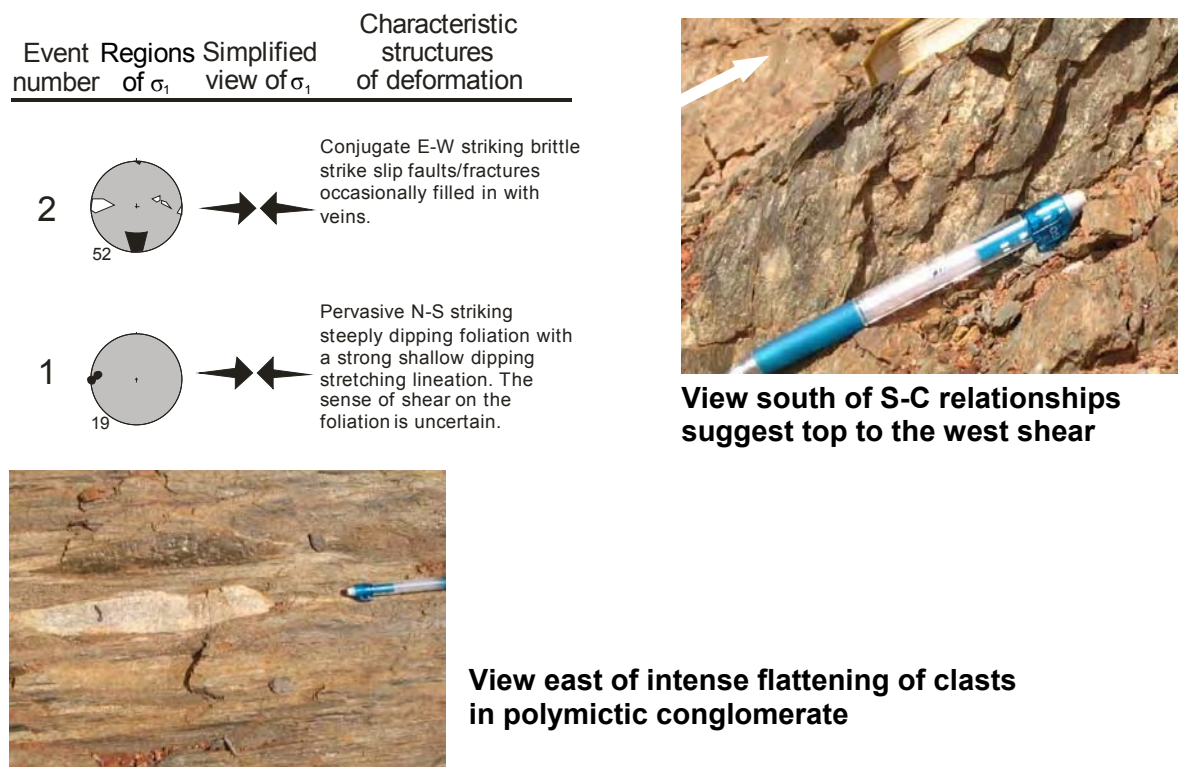 Event number
Regions of σ₁
Simplified view of σ₁
Characteristic structures of deformation
2
52
Conjugate E-W striking brittle
strike slip faults/fractures
occasionally filled in with
veins.
1
19
Pervasive N-S striking
steeply dipping foliation with
a strong shallow dipping
stretching lineation. The
sense of shear on the
foliation is uncertain.
View south of S-C relationships
suggest top to the west shear
View east of intense flattening of clasts
in polymictic conglomerate